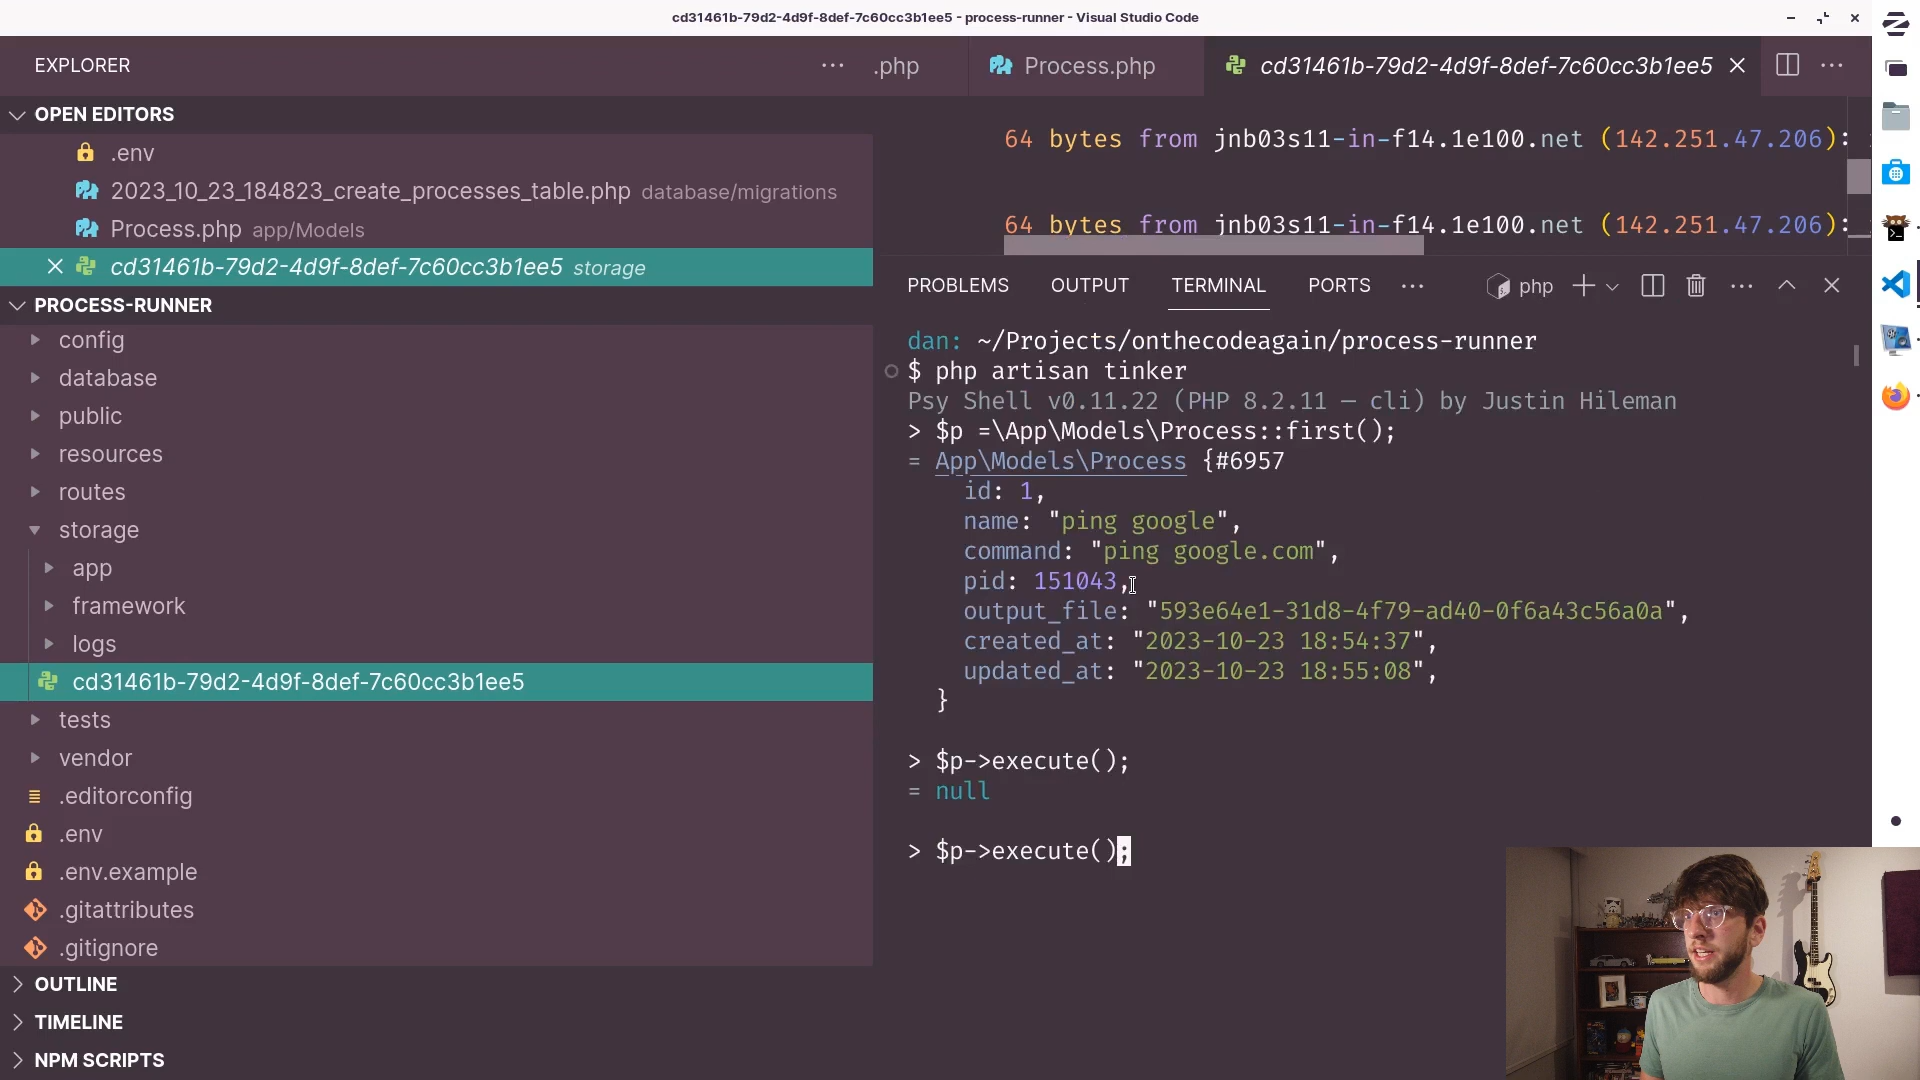 cd31461b-79d2-4d9f-8def-7c60cc3b1ee5 - process-runner - Visual Studio Code
EXPLORER
OPEN EDITORS
.env
2023_10_23_184823_create_processes_table.php database/migrations
Process.php app/Models
cd31461b-79d2-4d9f-8def-7c60cc3b1ee5 storage
PROCESS-RUNNER
config
database
public
resources
routes
storage
app
framework
logs
cd31461b-79d2-4d9f-8def-7c60cc3b1ee5
tests
vendor
.editorconfig
.env
.env.example
.gitattributes
.gitignore
OUTLINE
TIMELINE
NPM SCRIPTS
.php
Process.php
cd31461b-79d2-4d9f-8def-7c60cc3b1ee5
64 bytes from jnb03s11-in-f14.1e100.net (142.251.47.206):
64 bytes from jnb03s11-in-f14.1e100.net (142.251.47.206):
PROBLEMS OUTPUT TERMINAL PORTS
php
dan: ~/Projects/onthecodeagain/process-runner
$ php artisan tinker
Psy Shell v0.11.22 (PHP 8.2.11 — cli) by Justin Hileman
> $p =\App\Models\Process::first();
= App\Models\Process {#6957
id: 1,
name: "ping google",
command: "ping google.com",
pid: 151043,
output_file: "593e64e1-31d8-4f79-ad40-0f6a43c56a0a",
created_at: "2023-10-23 18:54:37",
updated_at: "2023-10-23 18:55:08",
}
> $p->execute();
= null
> $p->execute();